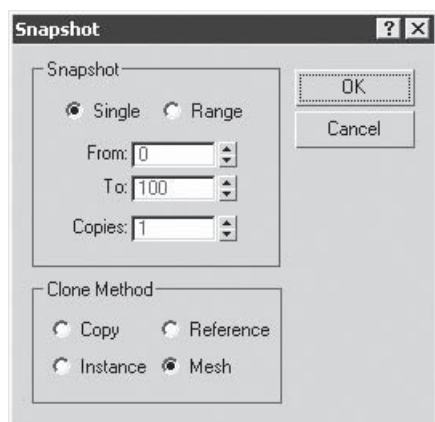 Snapshot
Snapshot
Single Range
From: 0
To: 100
Copies: 1
OK
Cancel
Clone Method
Copy Reference
Instance Mesh